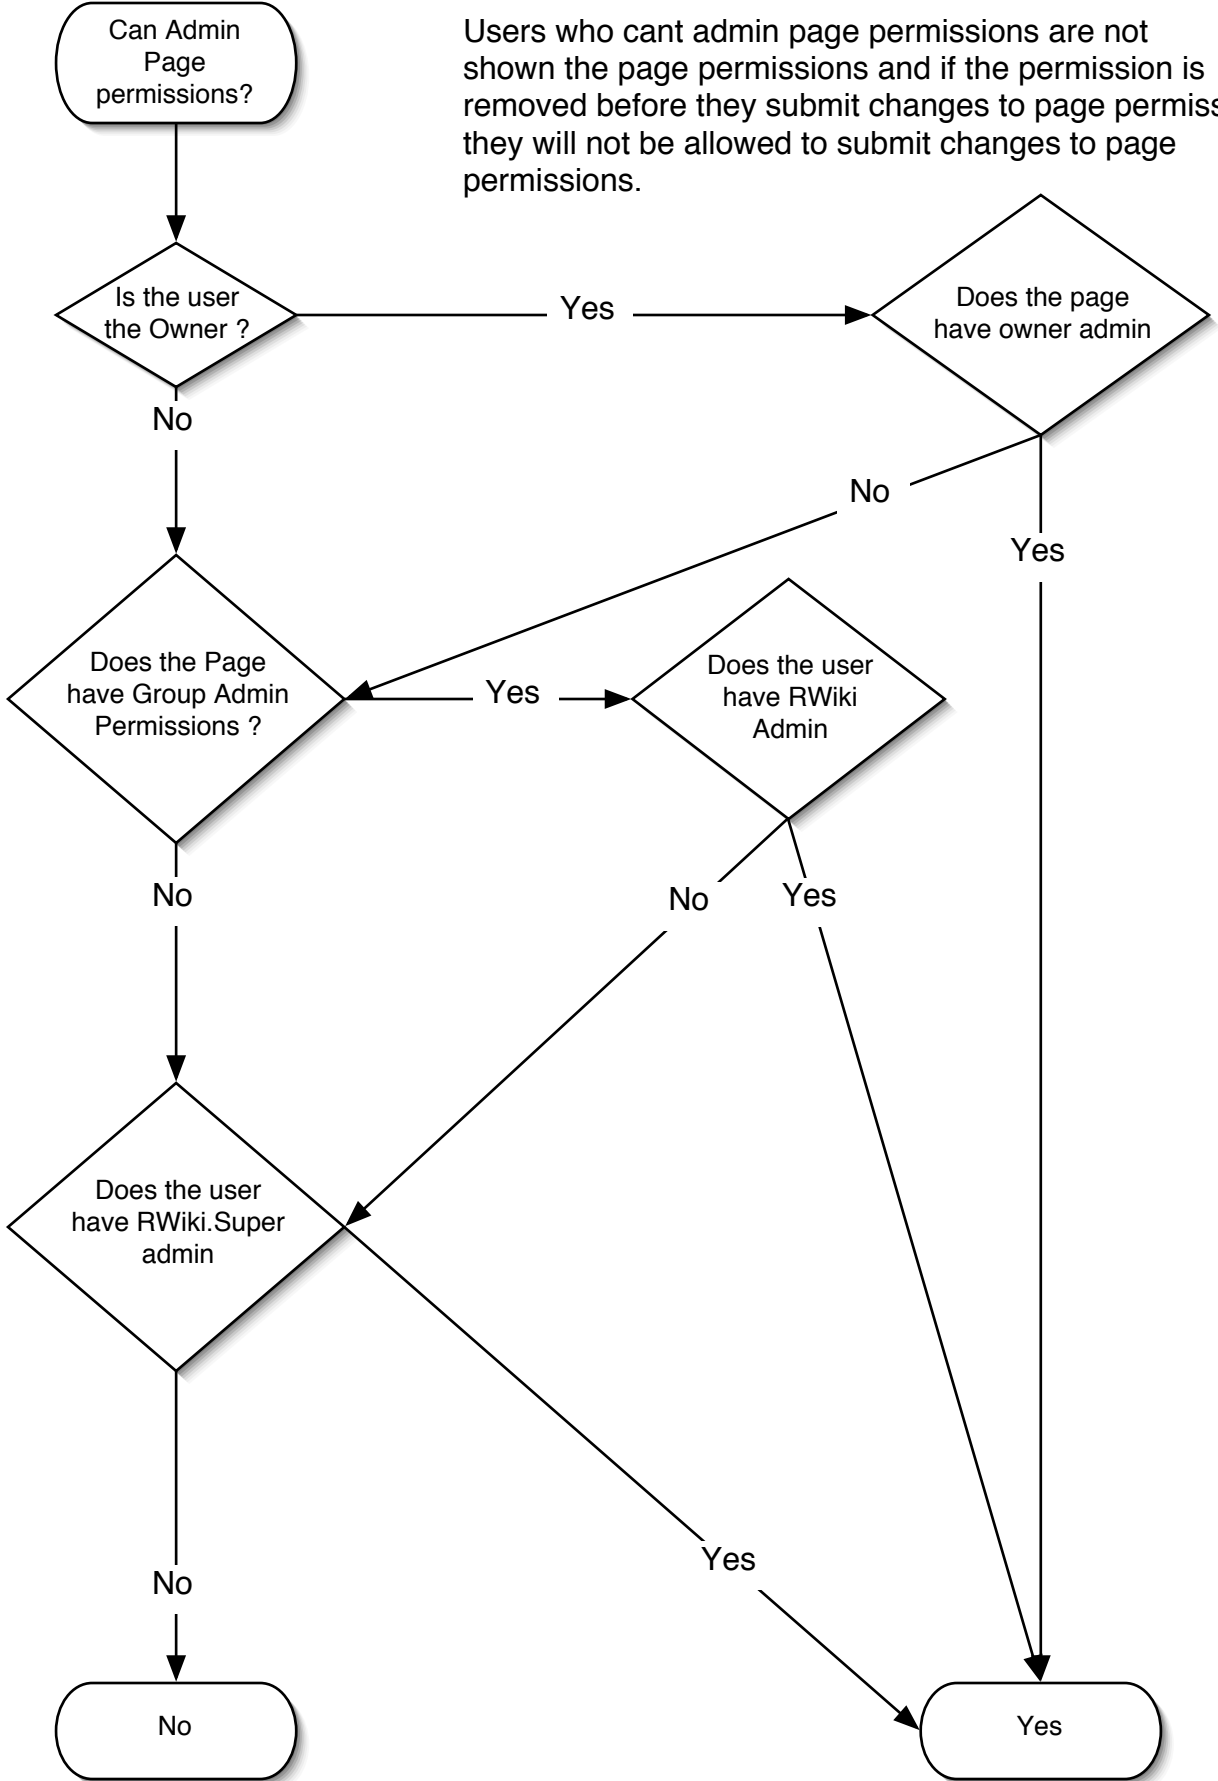 Can Admin
Page
permissions?
Users who cant admin page permissions are not
shown the page permissions and if the permission is
removed before they submit changes to page permiss
they will not be allowed to submit changes to page
permissions.
Is the user
the Owner ?
Yes
Does the page
have owner admin
No
No
Yes
Does the Page
have Group Admin
Permissions ?
Yes
Does the user
have RWiki
Admin
No
No
Yes
Does the user
have RWiki.Super
admin
Yes
No
No
Yes